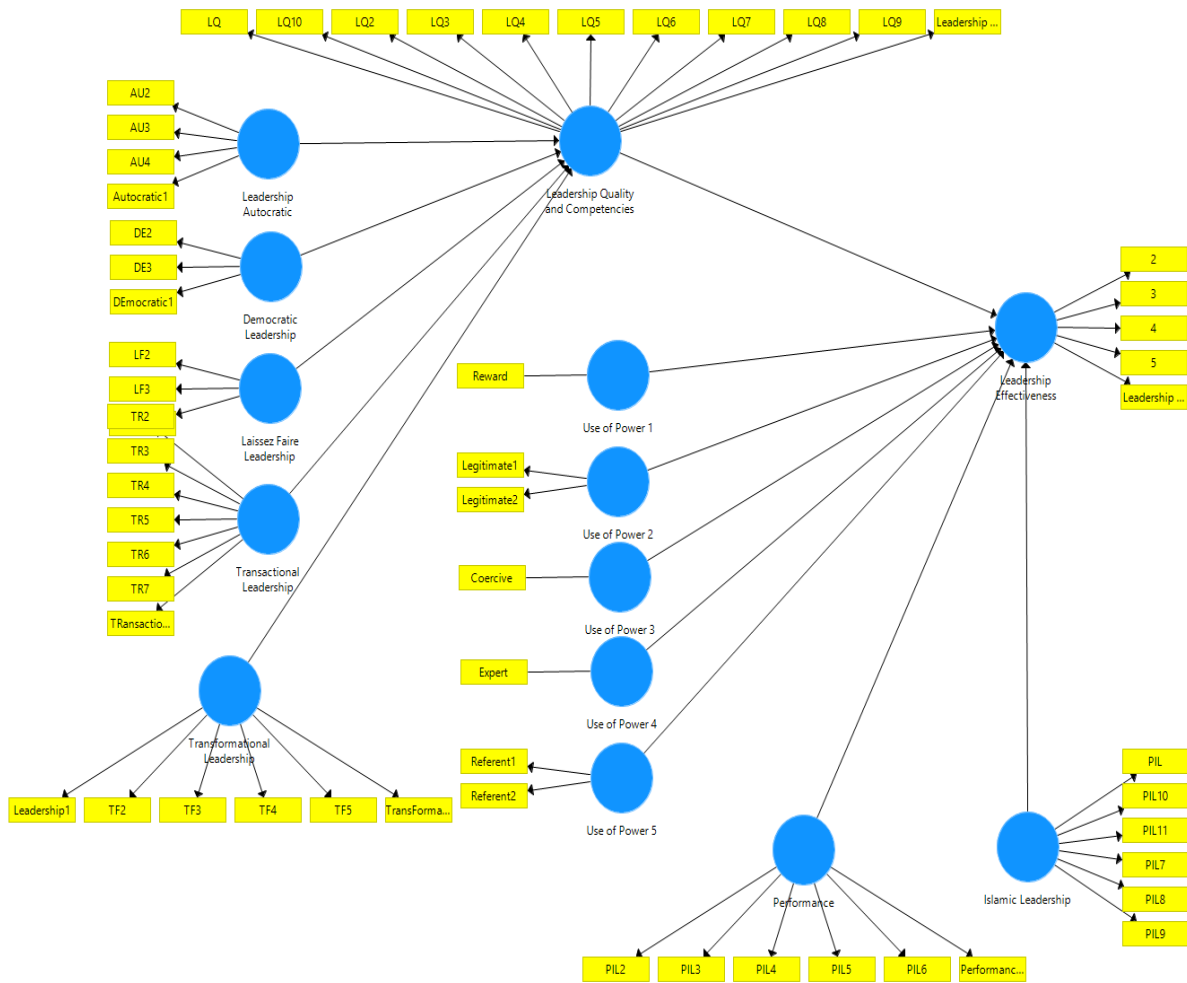 LQ
LQ10
LQ2
LQ3
LQ4
LQ5
LQ6
LQ7
LQ8
LQ9
Leadership ...
AU2
AU3
AU4
Autocratic1
Leadership
Autocratic
Leadership Quality
and Competencies
DE2
DE3
DEmocratic1
Democratic
Leadership
LF2
LF3
TR2
Laissez Faire
Leadership
TR3
TR4
TR5
TR6
TR7
TRansactio...
Transactional
Leadership
Transformational
Leadership
Leadership1
TF2
TF3
TF4
TF5
TransForma...
Reward
Use of Power 1
Legitimate1
Legitimate2
Use of Power 2
Coercive
Use of Power 3
Expert
Use of Power 4
Referent1
Referent2
Use of Power 5
2
3
4
5
Leadership ...
Leadership
Effectiveness
Performance
PIL2
PIL3
PIL4
PIL5
PIL6
Performanc...
Islamic Leadership
PIL
PIL10
PIL11
PIL7
PIL8
PIL9